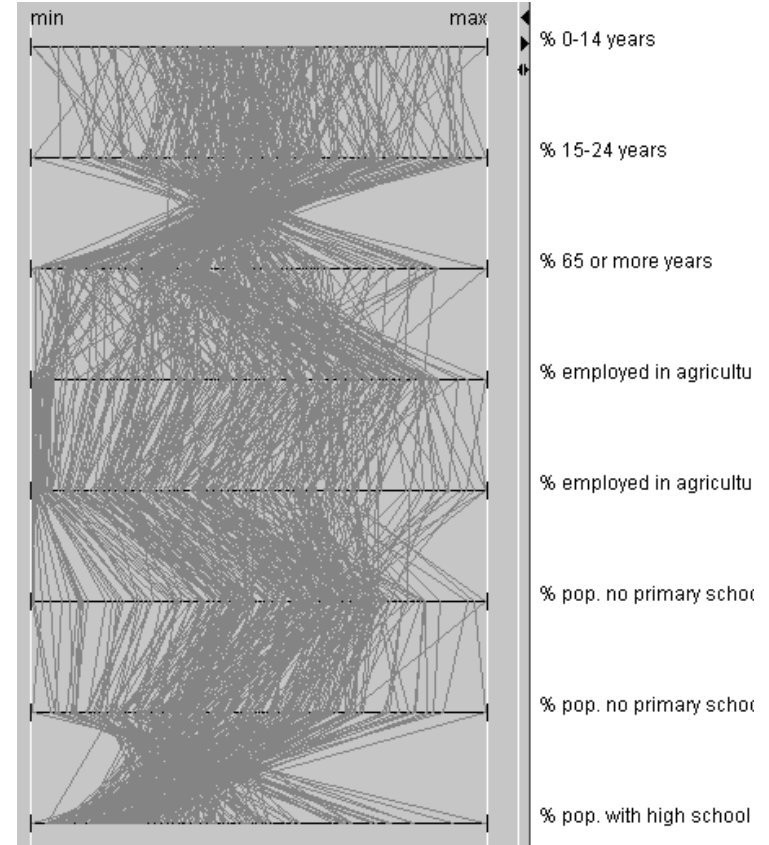 min max
% 0-14 years
% 15-24 years
% 65 or more years
% employed in agricultu
% employed in agricultu
% pop. no primary schoo
% pop. no primary schoo
% pop. with high school